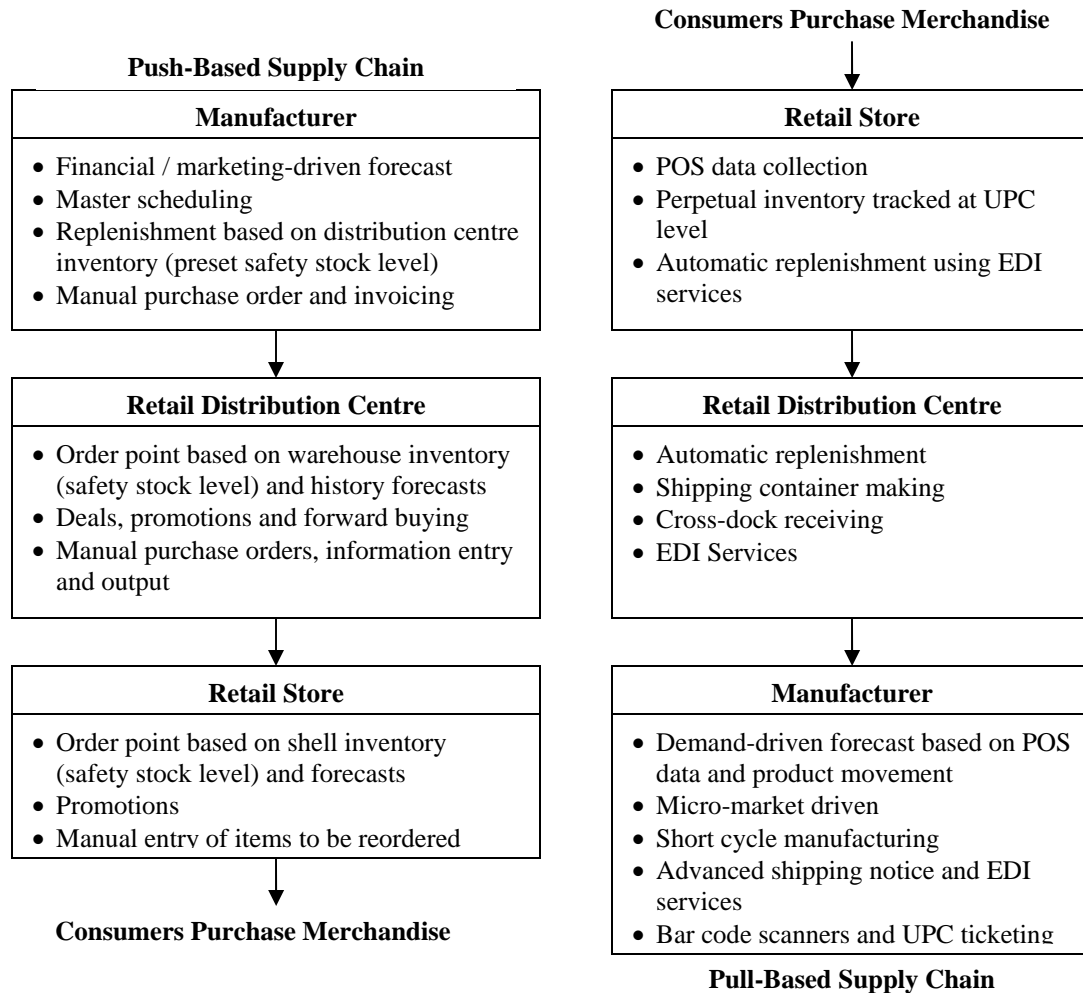 Push-Based Supply Chain
Manufacturer
• Financial / marketing-driven forecast
• Master scheduling
• Replenishment based on distribution centre
inventory (preset safety stock level)
• Manual purchase order and invoicing
Retail Distribution Centre
• Order point based on warehouse inventory
(safety stock level) and history forecasts
• Deals, promotions and forward buying
• Manual purchase orders, information entry
and output
Retail Store
• Order point based on shell inventory
(safety stock level) and forecasts
• Promotions
• Manual entry of items to be reordered
Consumers Purchase Merchandise
Consumers Purchase Merchandise
Retail Store
• POS data collection
• Perpetual inventory tracked at UPC
level
• Automatic replenishment using EDI
services
Retail Distribution Centre
• Automatic replenishment
• Shipping container making
• Cross-dock receiving
• EDI Services
Manufacturer
• Demand-driven forecast based on POS
data and product movement
• Micro-market driven
• Short cycle manufacturing
• Advanced shipping notice and EDI
services
• Bar code scanners and UPC ticketing
Pull-Based Supply Chain